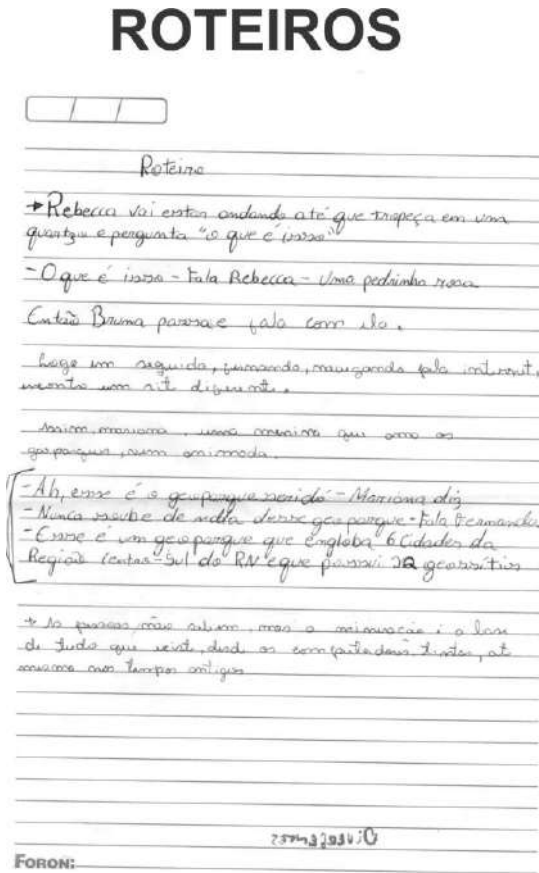 ROTEIROS
Roteiro
→ Rebecca vai estar andando até que tropeça em uma
quartzo e pergunta "o que é isso"
- O que é isso - Fala Rebecca - Uma pedrinha rosa
Então Bruna passa e fala com ela.
Logo em seguida, fernanda, navegando pela internet,
encontra um sit diferente.
Assim, mariana, uma menina que ama os
geoparques, vem animada.
- Ah, esse é o geoparque seridó - Mariana diz
- Nunca soube de nada desse geoparque - Fala Fernanda
- Esse é um geoparque que engloba 6 Cidades da
Região Centro-Sul do RN e que possui geossítios
→ As pessoas não sabem, mas a mineração é a base
de tudo que existe, desde os computadores, tintas, até
mesmo nos tempos antigos
FORON: